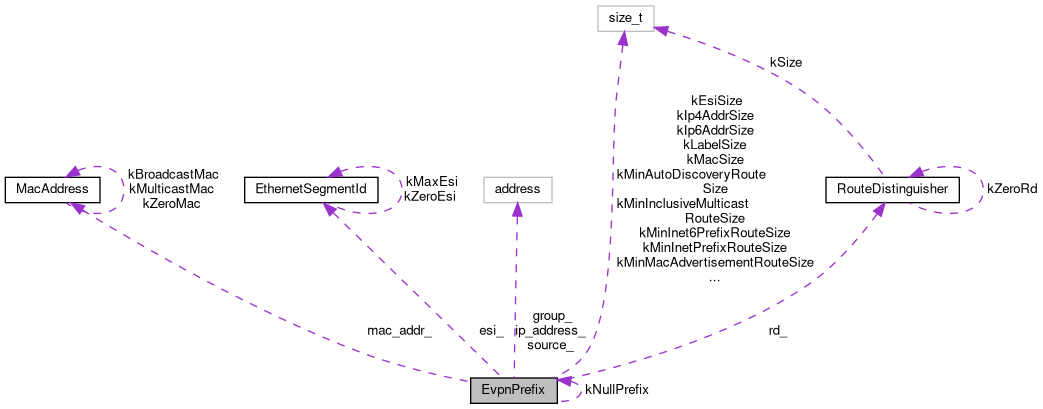 size_t
kSize
kEsiSize
kIp4AddrSize
kIp6AddrSize
kLabelSize
kMacSize
kMinAutoDiscoveryRoute
Size
kMinInclusiveMulticast
RouteSize
kMinInet6PrefixRouteSize
kMinInetPrefixRouteSize
kMinMacAdvertisementRouteSize
...
MacAddress
kBroadcastMac
kMulticastMac
kZeroMac
EthernetSegmentId
kMaxEsi
kZeroEsi
address
RouteDistinguisher
kZeroRd
mac_addr_
esi_
group_
ip_address_
source_
rd_
EvpnPrefix
kNullPrefix